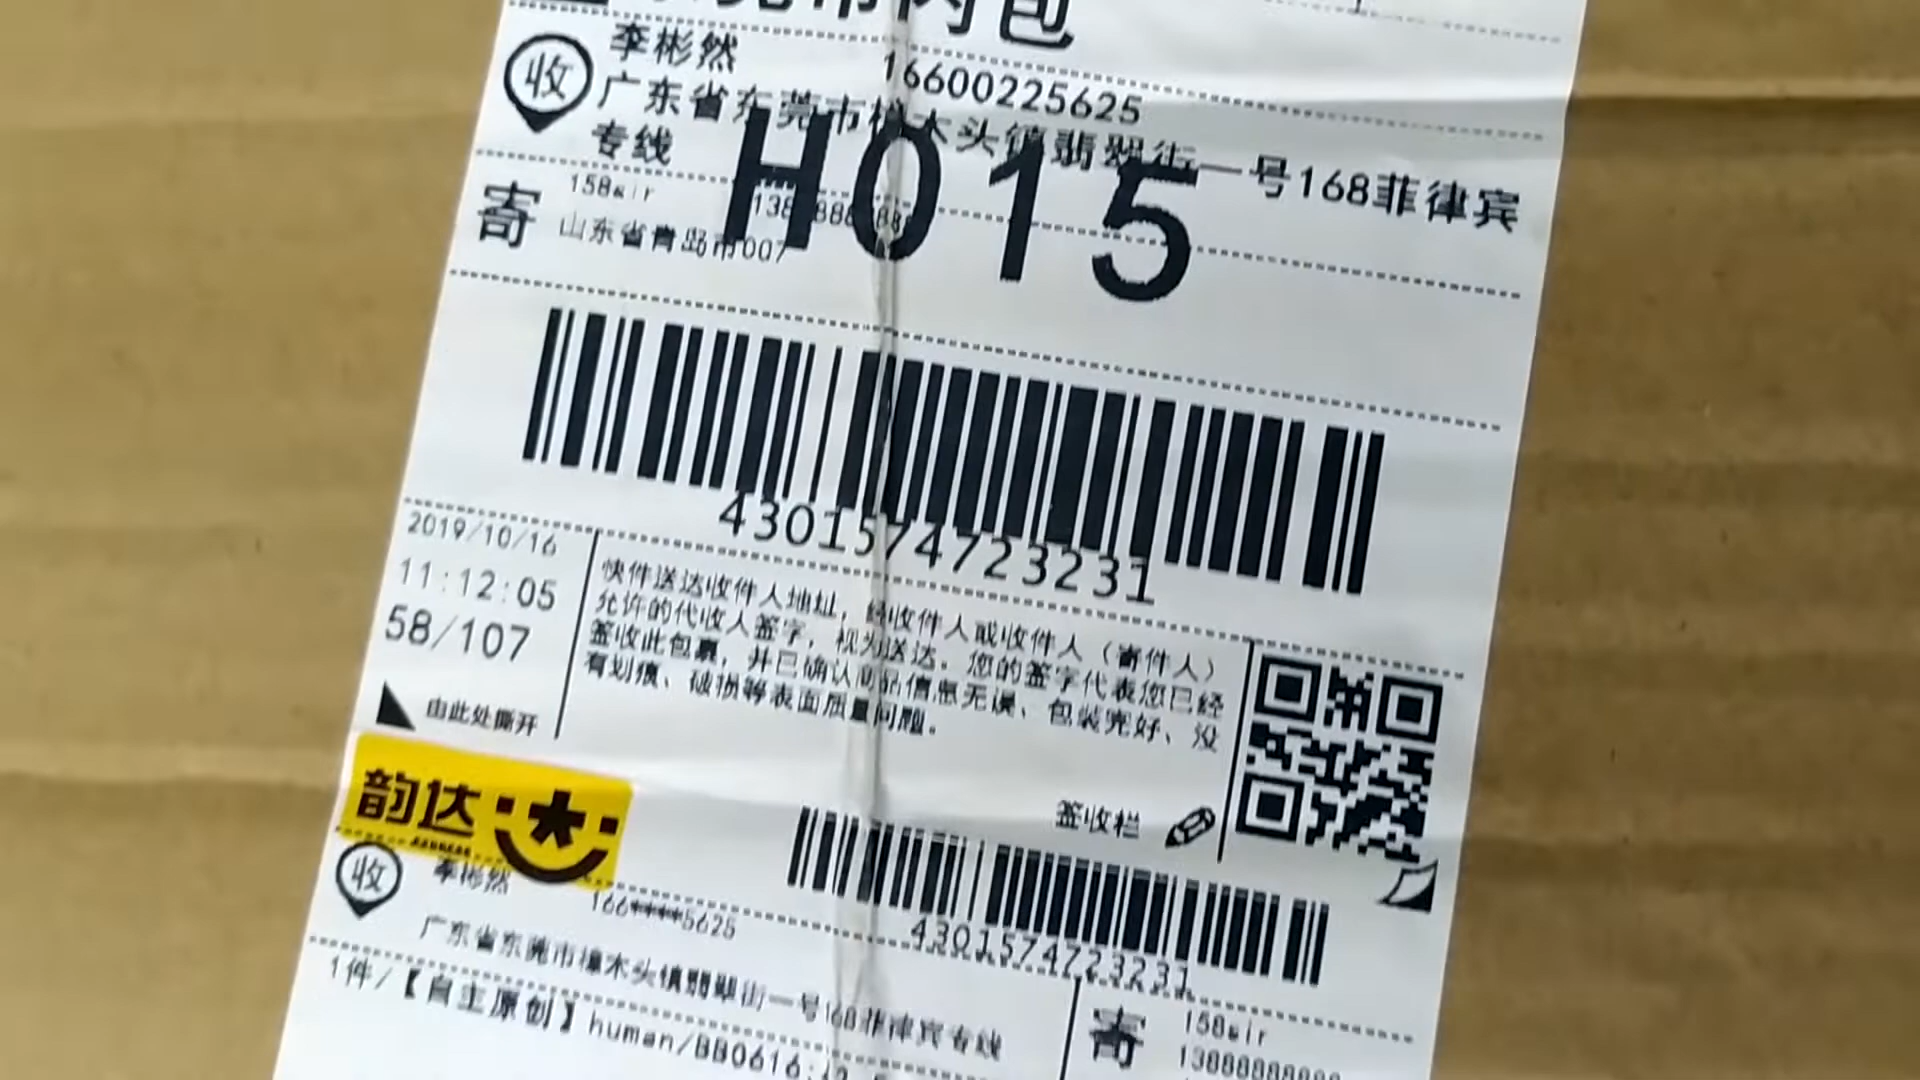 市内包
收
李彬然 16600225625
广东省东莞市樟木头镇翡翠街一号168菲律宾
专线
H015
寄
158air
山东省青岛市007
4301574723231
2019/10/16
11:12:05
58/107
由此处撕开
快件送达收件人地址，经收件人或收件人（寄件人）
允许的代收人签字，视为送达。您的签字代表您已经
签收此包裹，并已确认商品信息无误、包装完好、没
有划痕、破损等表面质量问题。
签收栏
韵达
收
李彬然 166****5625
4301574723231
广东省东莞市樟木头镇翡翠街一号168菲律宾专线
寄
158air
1件/【自主原创】human/BB0616